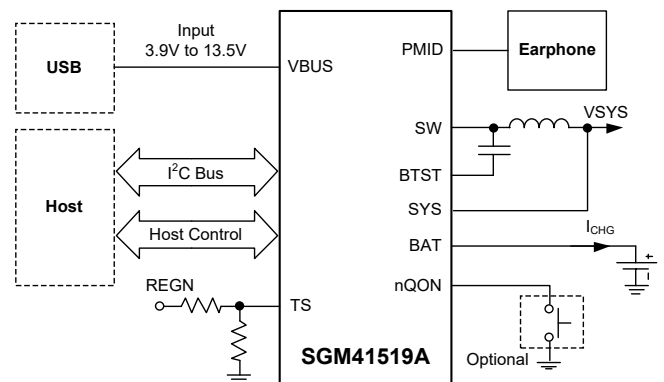 Input
3.9V to 13.5V
USB
VBUS
PMID
Earphone
SW
VSYS
I²C Bus
BTST
Host
SYS
Host Control
BAT
I_CHG
+
REGN
TS
nQON
SGM41519A
Optional